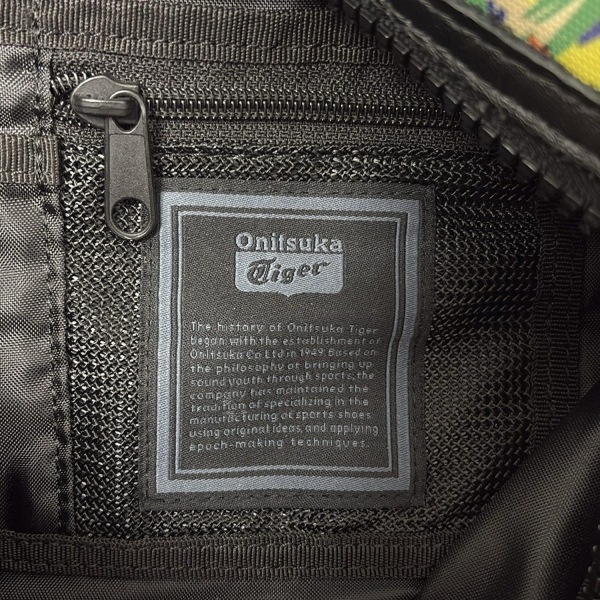 Onitsuka
Tiger
The history of Onitsuka Tiger
began with the establishment of
Onitsuka Co.Ltd in 1949. Based on
the philosophy of bringing up
sound youth through sports, the
company has maintained the
tradition of specializing in the
manufacturing of sports shoes
using original ideas, and applying
epoch-making techniques.